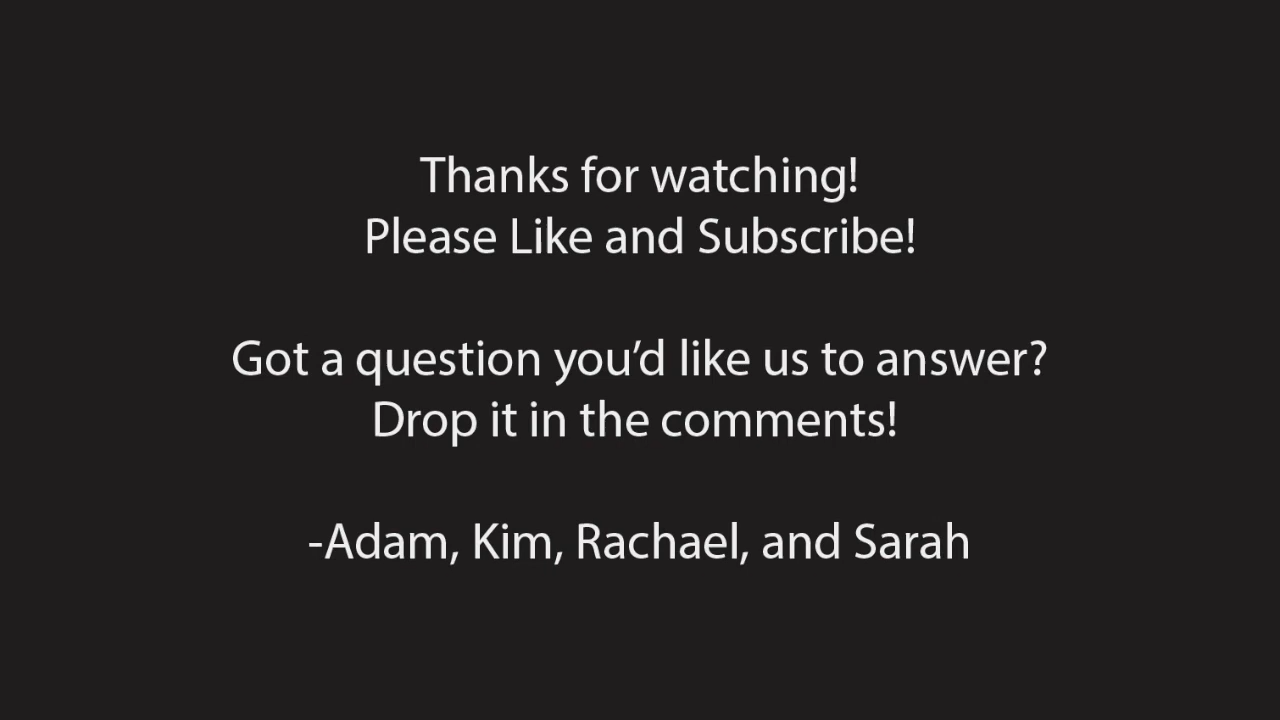 Thanks for watching!
Please Like and Subscribe!
Got a question you’d like us to answer?
Drop it in the comments!
-Adam, Kim, Rachael, and Sarah